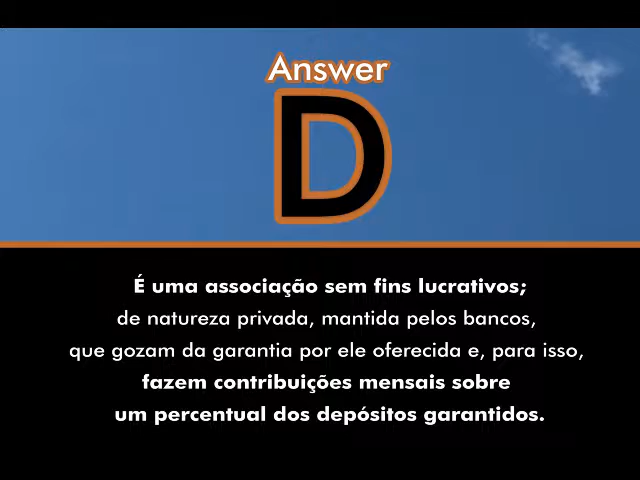 Answer
D
É uma associação sem fins lucrativos;
de natureza privada, mantida pelos bancos,
que gozam da garantia por ele oferecida e, para isso,
fazem contribuições mensais sobre
um percentual dos depósitos garantidos.